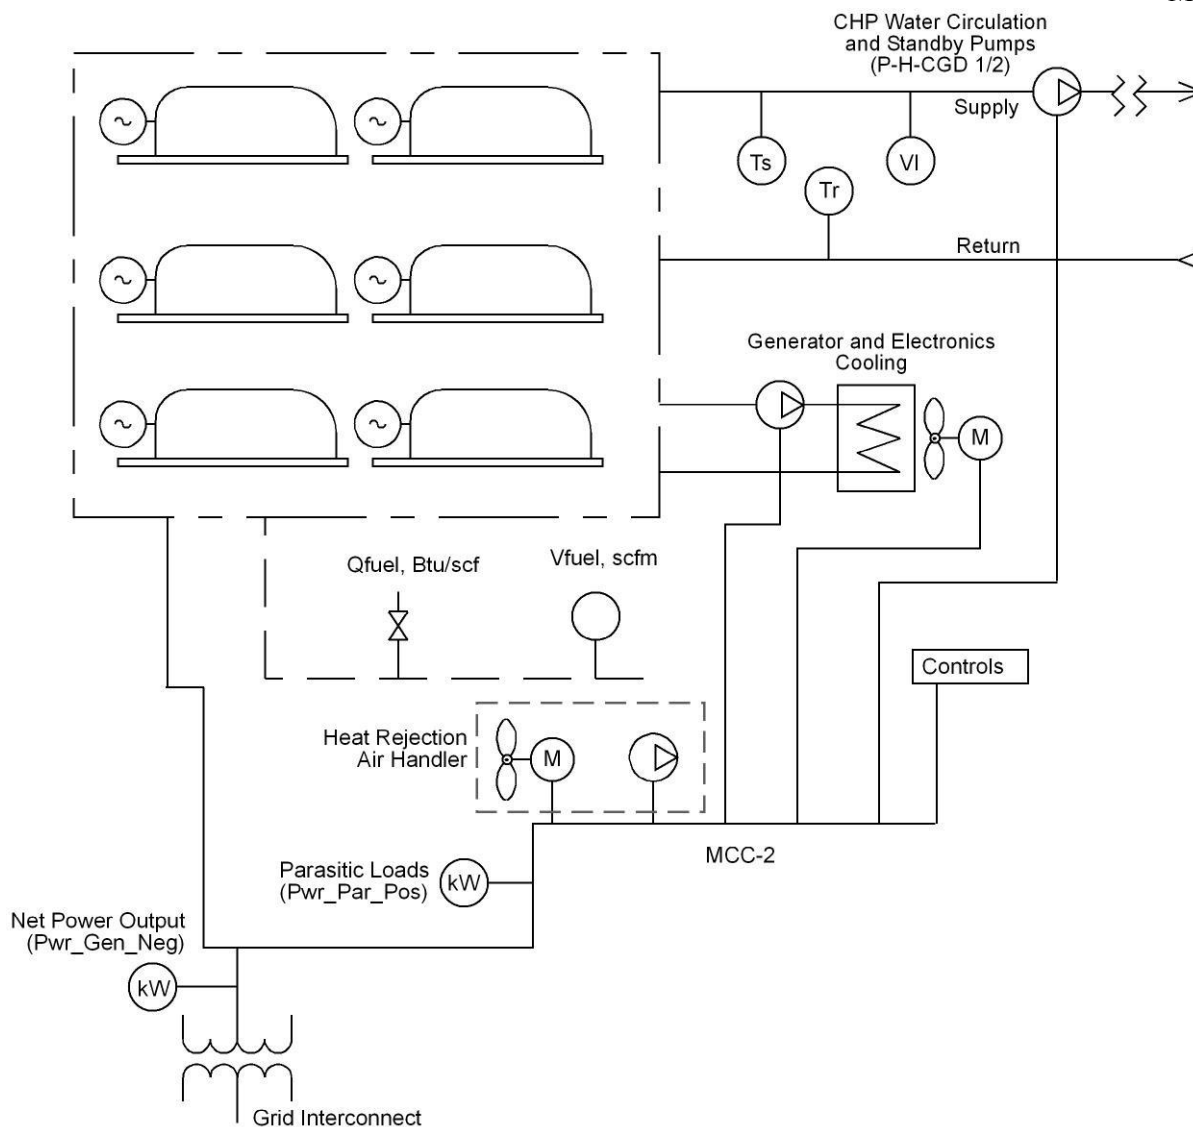 CHP Water Circulation
and Standby Pumps
(P-H-CGD 1/2)
Supply
Ts
VI
Tr
Return
Generator and Electronics
Cooling
M
Qfuel, Btu/scf
Vfuel, scfm
Controls
Heat Rejection
Air Handler
M
MCC-2
Parasitic Loads
(Pwr_Par_Pos)
kW
Net Power Output
(Pwr_Gen_Neg)
kW
Grid Interconnect